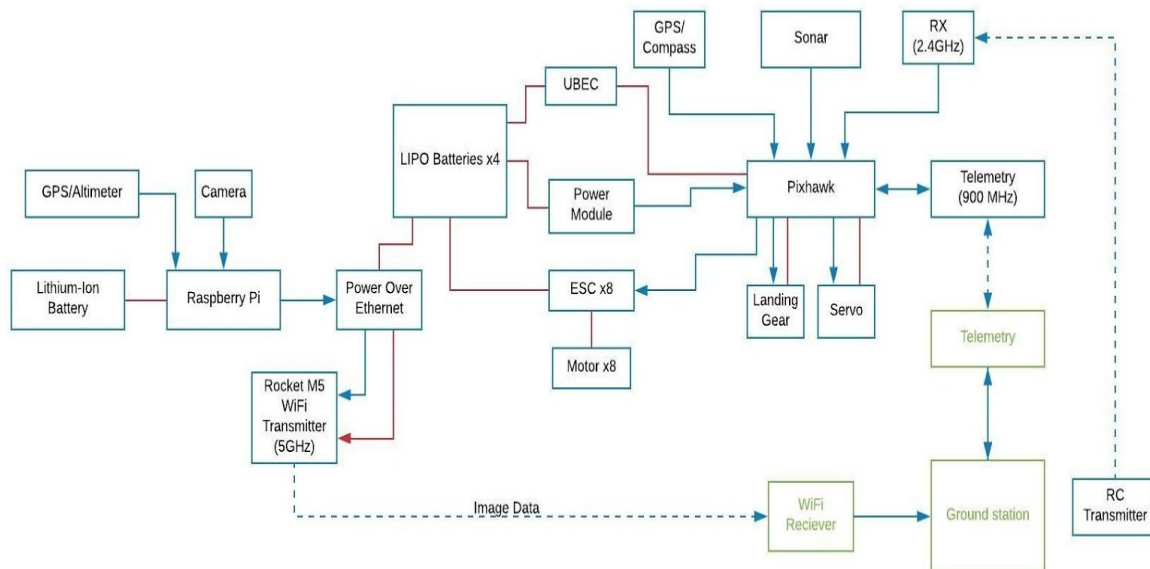 GPS/
Compass
Sonar
RX
(2.4GHz)
UBEC
LIPO Batteries x4
GPS/Altimeter
Camera
Power
Module
Pixhawk
Telemetry
(900 MHz)
Lithium-Ion
Battery
Raspberry Pi
Power Over
Ethernet
ESC x8
Landing
Gear
Servo
Telemetry
Motor x8
Rocket M5
WiFi
Transmitter
(5GHz)
Image Data
WiFi
Reciever
Ground station
RC
Transmitter